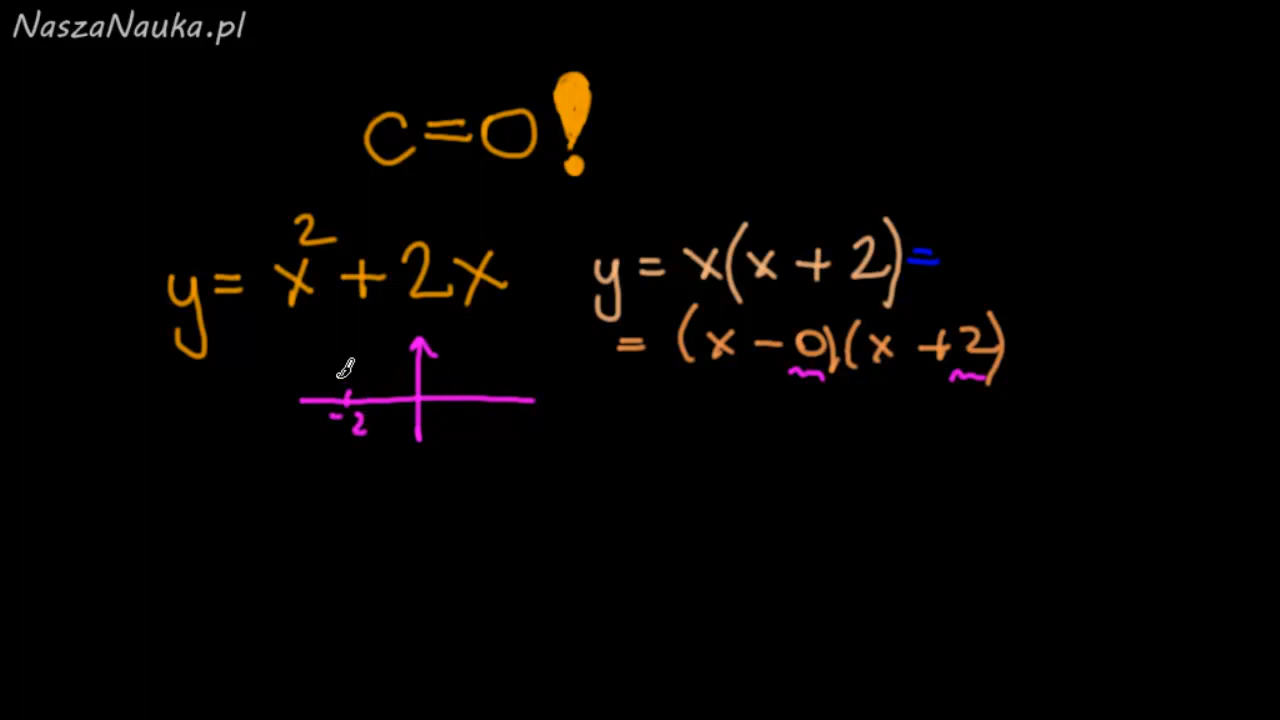 NaszaNauka.pl
c=0!
y = x² + 2x
y = x(x + 2) =
= (x - 0)(x + 2)
-2